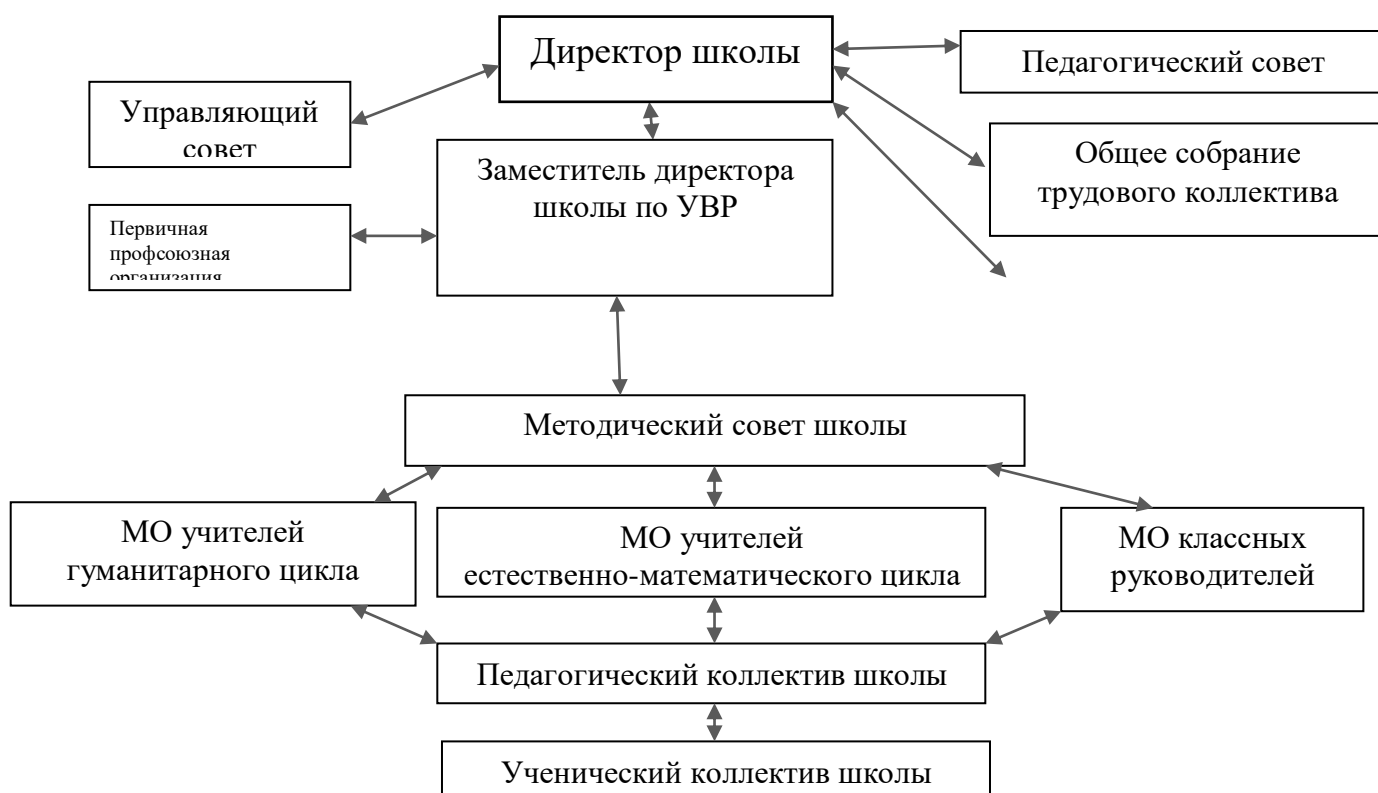 Директор школы
Педагогический совет
Управляющий
совет
Общее собрание
трудового коллектива
Заместитель директора
школы по УВР
Первичная
профсоюзная
организация
Методический совет школы
МО учителей
гуманитарного цикла
МО учителей
естественно-математического цикла
МО классных
руководителей
Педагогический коллектив школы
Ученический коллектив школы